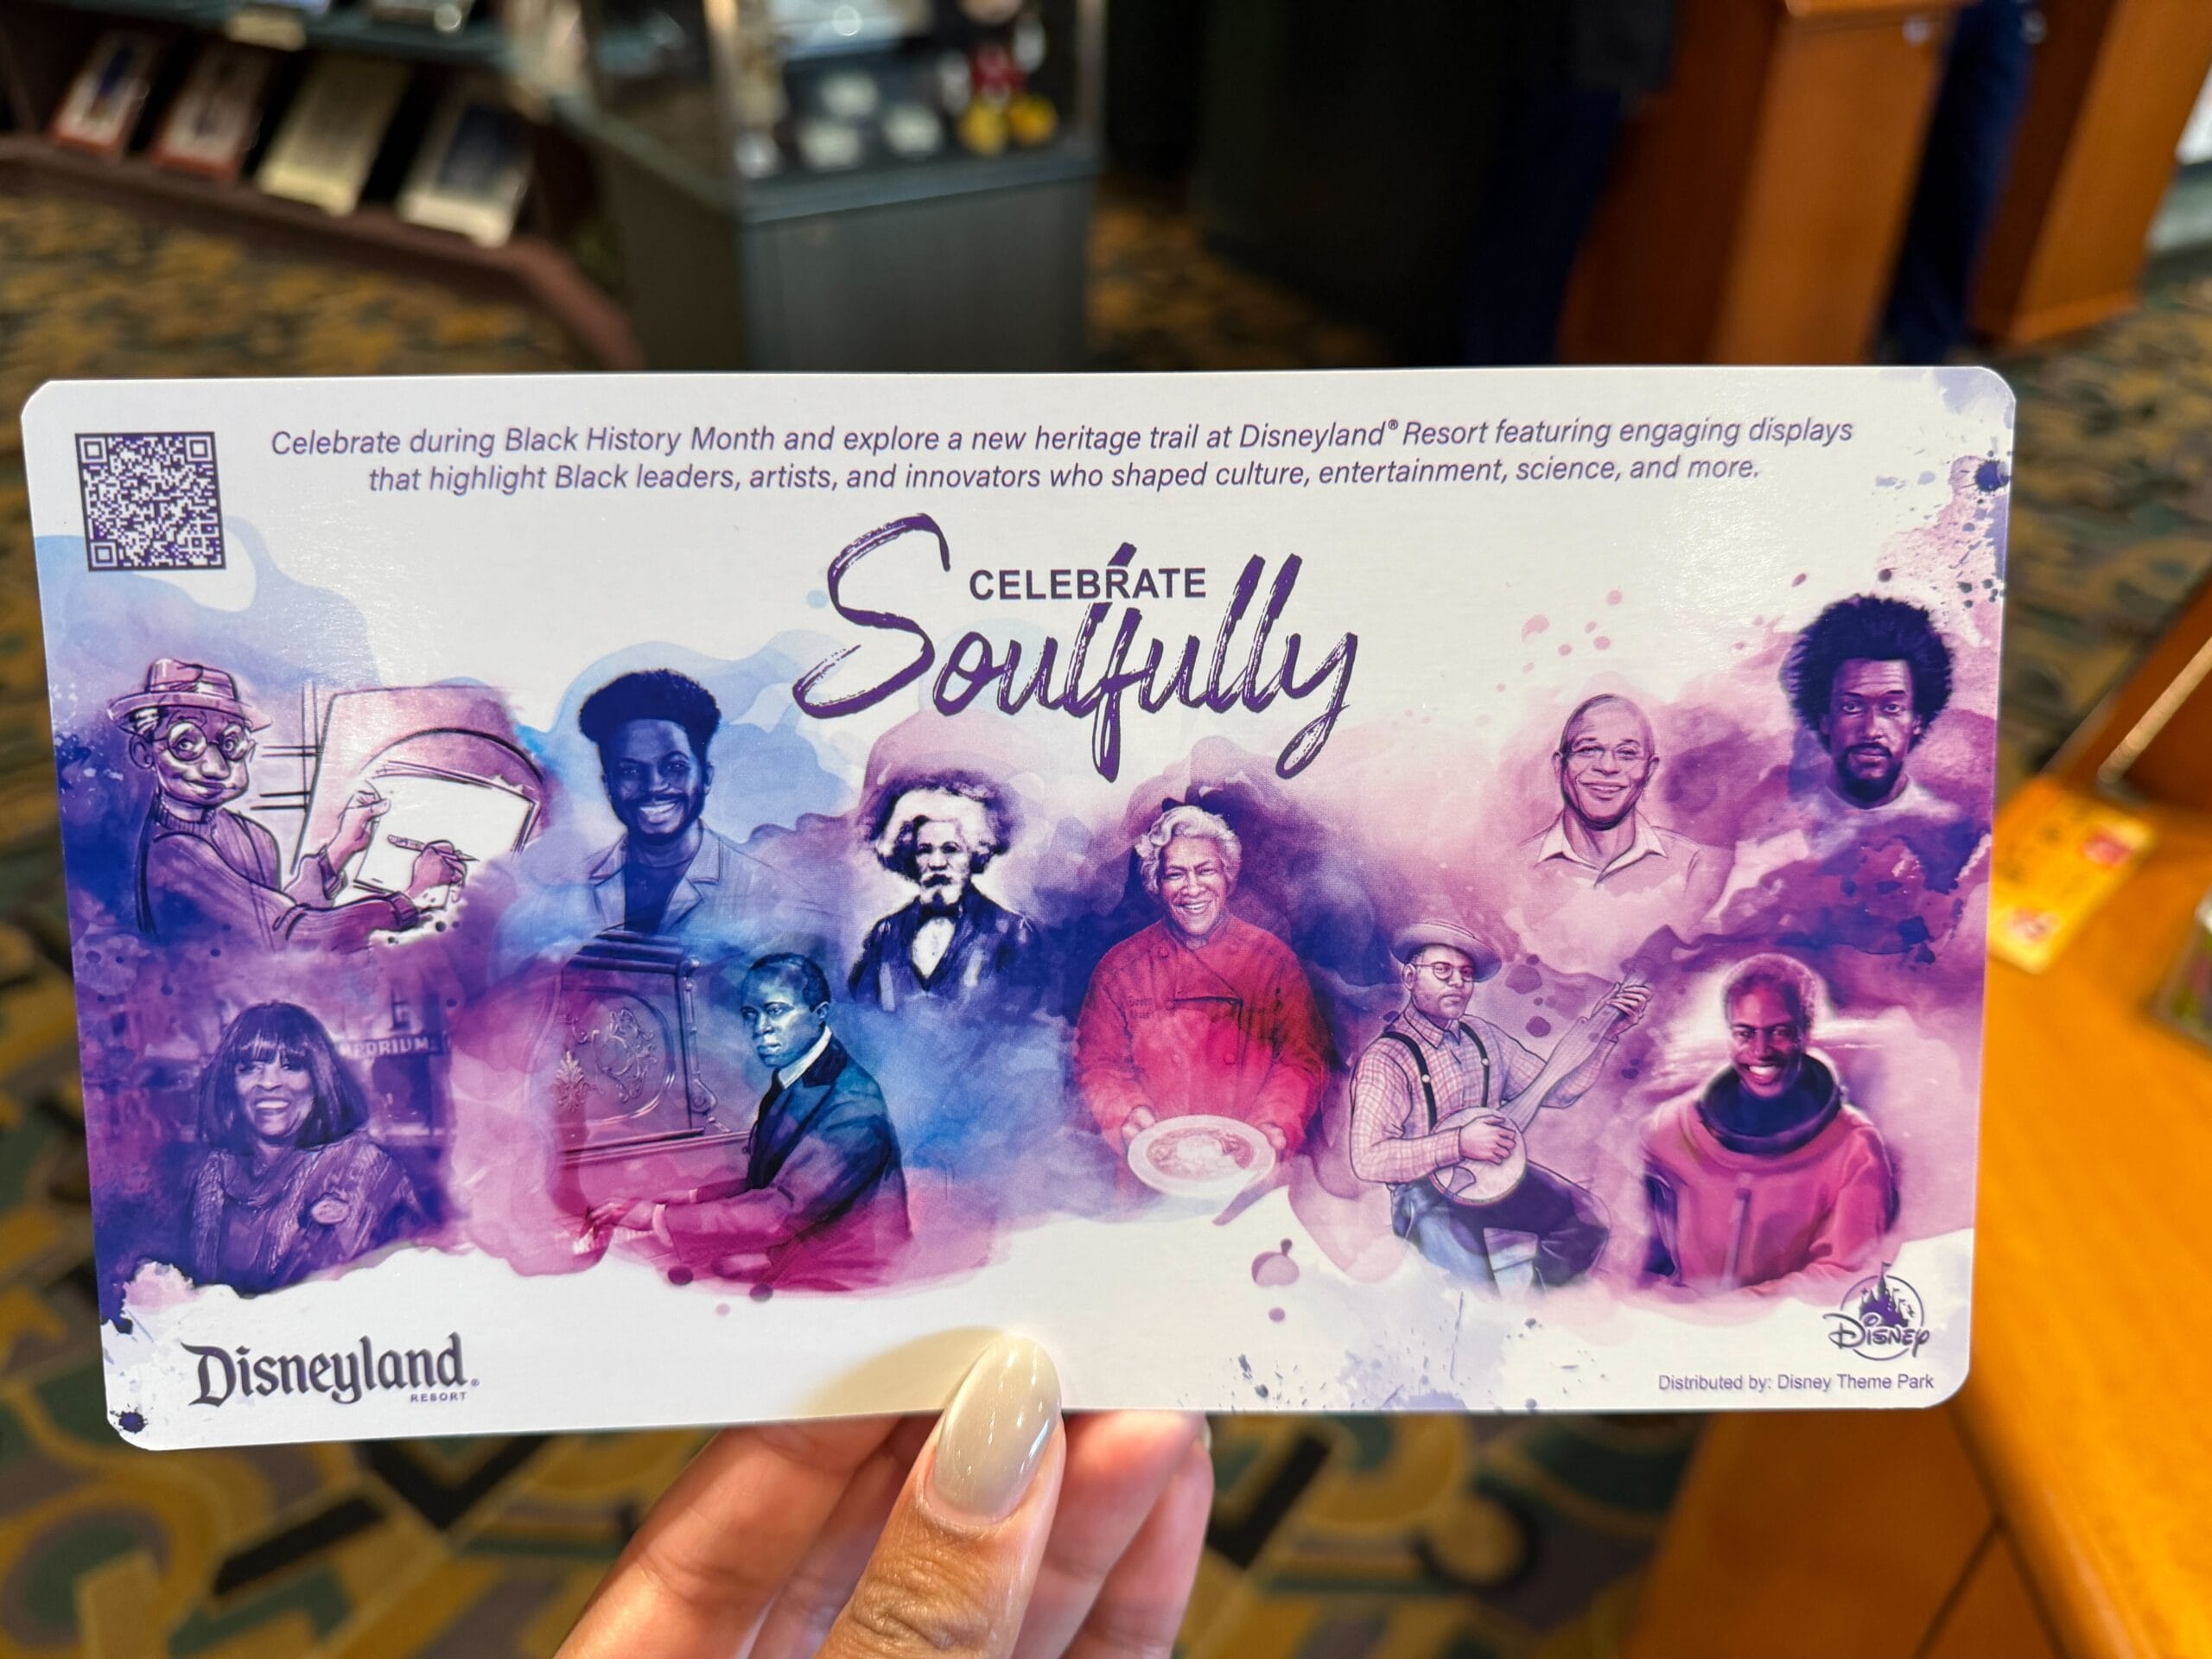 Celebrate during Black History Month and explore a new heritage trail at Disneyland® Resort featuring engaging displays
that highlight Black leaders, artists, and innovators who shaped culture, entertainment, science, and more.
CELEBRATE
Soulfully
Disneyland®
RESORT
Disney
Distributed by: Disney Theme Park